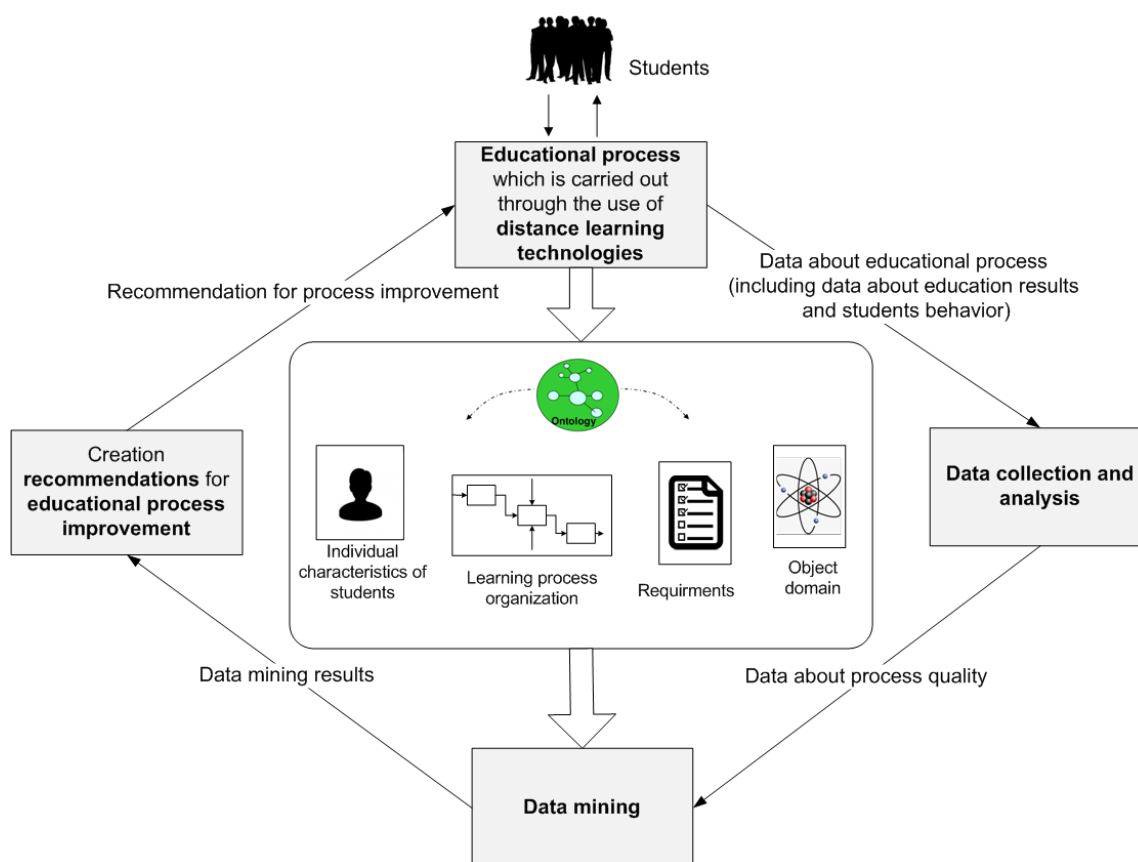 Students
Educational process
which is carried out
through the use of
distance learning
technologies
Recommendation for process improvement
Data about educational process
(including data about education results
and students behavior)
Ontology
Creation
recommendations for
educational process
improvement
Individual
characteristics of
students
Learning process
organization
Requirments
Object
domain
Data collection and
analysis
Data mining results
Data about process quality
Data mining